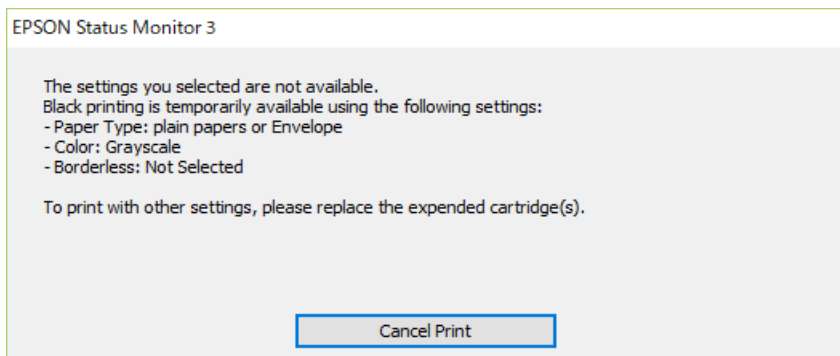 EPSON Status Monitor 3
The settings you selected are not available.
Black printing is temporarily available using the following settings:
- Paper Type: plain papers or Envelope
- Color: Grayscale
- Borderless: Not Selected
To print with other settings, please replace the expended cartridge(s).
Cancel Print